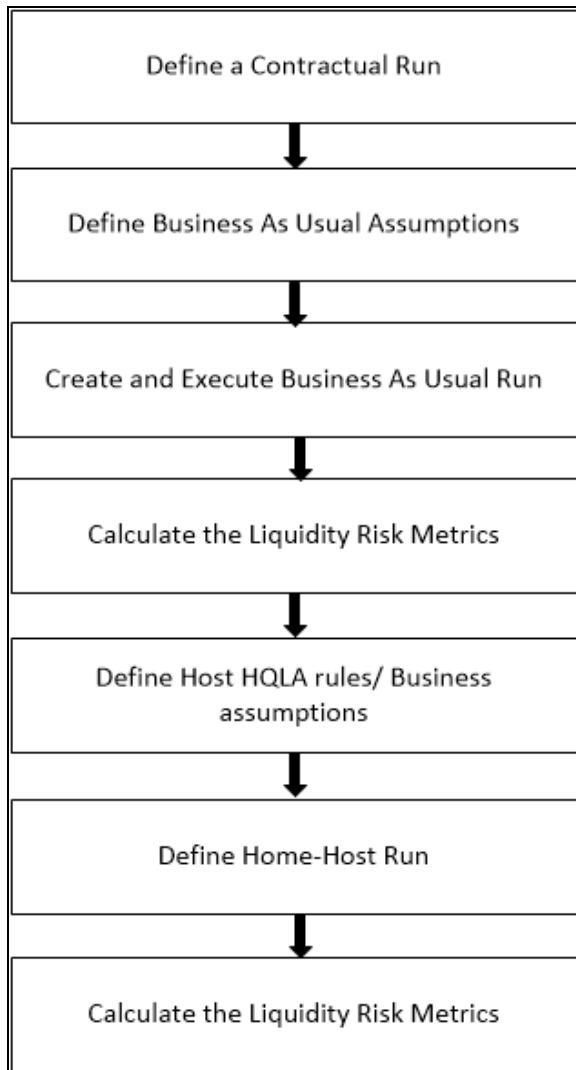 Define a Contractual Run
Define Business As Usual Assumptions
Create and Execute Business As Usual Run
Calculate the Liquidity Risk Metrics
Define Host HQLA rules/ Business
assumptions
Define Home-Host Run
Calculate the Liquidity Risk Metrics